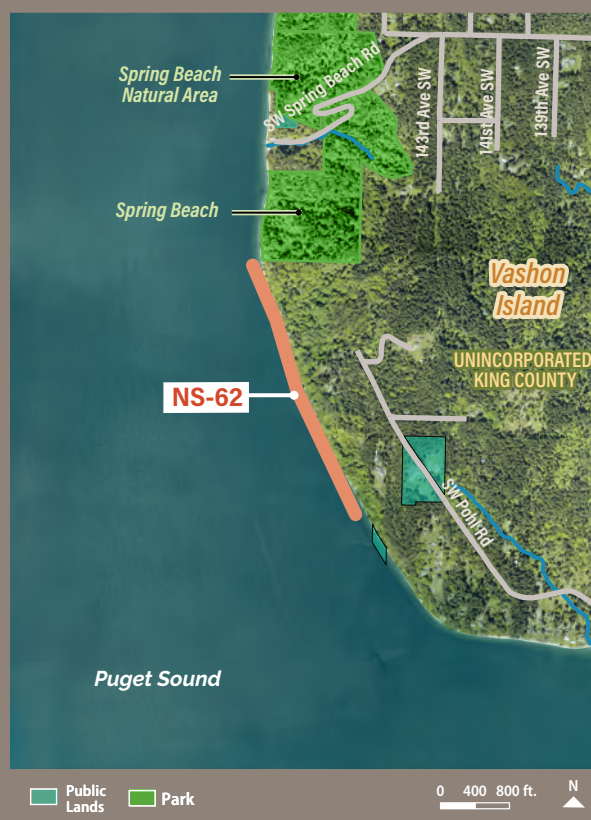 Spring Beach
Natural Area
SW Spring Beach Rd
143rd Ave SW
141st Ave SW
139th Ave SW
Spring Beach
Vashon
Island
UNINCORPORATED
KING COUNTY
NS-62
SW Pohl Rd
Puget Sound
Public
Lands
Park
0 400 800 ft.
N